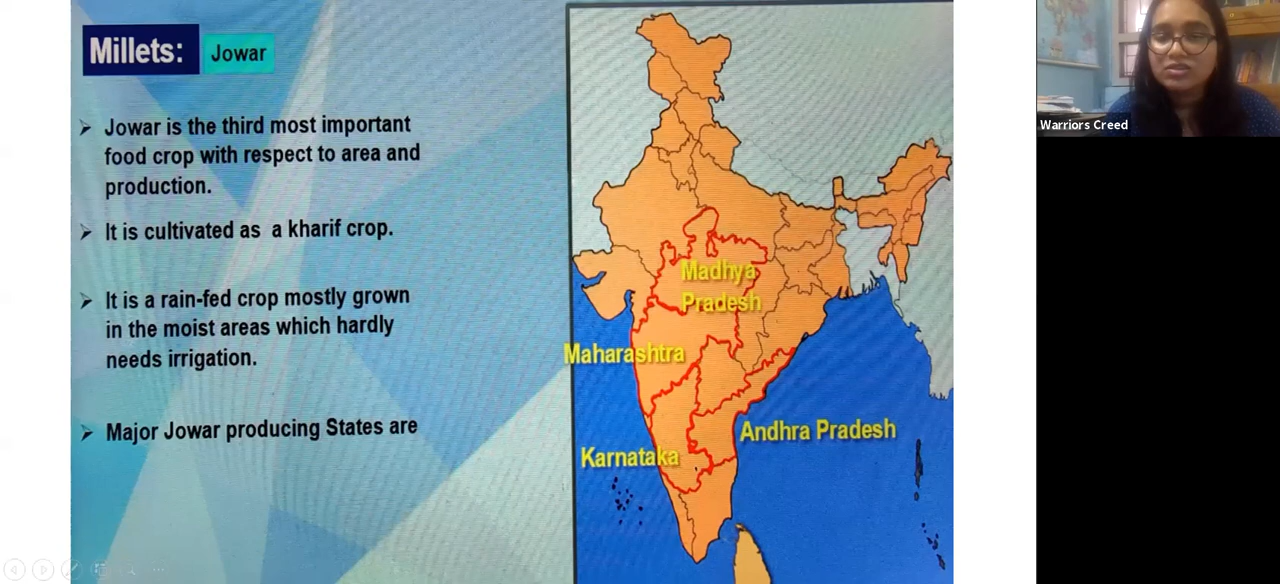 Millets:
Jowar
Jowar is the third most important
food crop with respect to area and
production.
It is cultivated as a kharif crop.
It is a rain-fed crop mostly grown
in the moist areas which hardly
needs irrigation.
Major Jowar producing States are
Madhya
Pradesh
Maharashtra
Karnataka
Andhra Pradesh
Warriors Creed